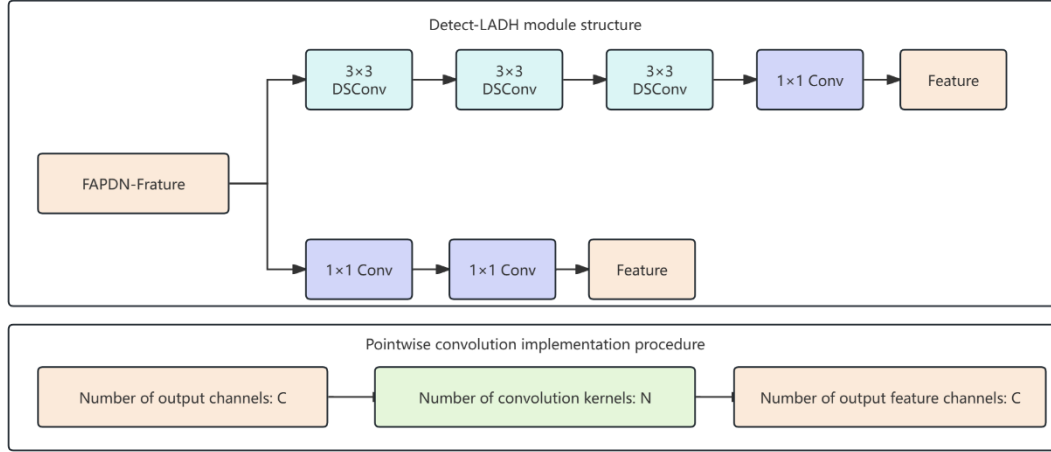 Detect-LADH module structure
3×3
DSConv
3×3
DSConv
3×3
DSConv
1×1 Conv
Feature
FAPDN-Frature
1×1 Conv
1×1 Conv
Feature
Pointwise convolution implementation procedure
Number of output channels: C
Number of convolution kernels: N
Number of output feature channels: C